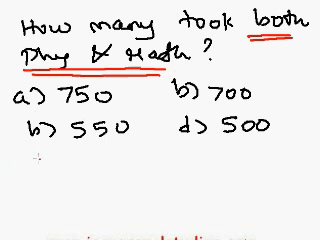 How many took both
Phy & Math?
a) 750 b) 700
b) 550 d) 500